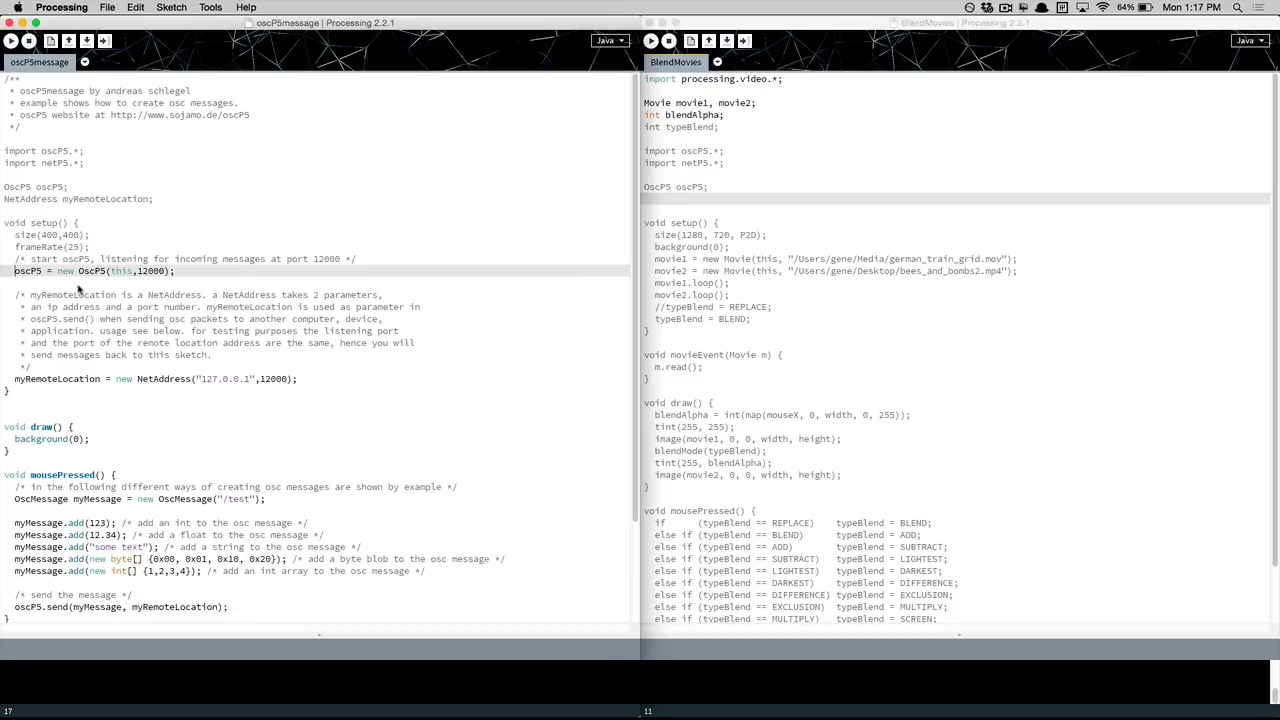 Processing File Edit Sketch Tools Help 64% Mon 1:17 PM
oscP5message | Processing 2.2.1
Java
oscP5message
/**
 * oscP5message by andreas schlegel
 * example shows how to create osc messages.
 * oscP5 website at http://www.sojamo.de/oscP5
 */
import oscP5.*;
import netP5.*;
OscP5 oscP5;
NetAddress myRemoteLocation;
void setup() {
  size(400,400);
  frameRate(25);
  /* start oscP5, listening for incoming messages at port 12000 */
  oscP5 = new OscP5(this,12000);
  /* myRemoteLocation is a NetAddress. a NetAddress takes 2 parameters,
   * an ip address and a port number. myRemoteLocation is used as parameter in
   * oscP5.send() when sending osc packets to another computer, device,
   * application. usage see below. for testing purposes the listening port
   * and the port of the remote location address are the same, hence you will
   * send messages back to this sketch.
   */
  myRemoteLocation = new NetAddress("127.0.0.1",12000);
}
void draw() {
  background(0);
}
void mousePressed() {
  /* in the following different ways of creating osc messages are shown by example */
  OscMessage myMessage = new OscMessage("/test");
  myMessage.add(123); /* add an int to the osc message */
  myMessage.add(12.34); /* add a float to the osc message */
  myMessage.add("some text"); /* add a string to the osc message */
  myMessage.add(new byte[] {0x00, 0x01, 0x10, 0x20}); /* add a byte blob to the osc message */
  myMessage.add(new int[] {1,2,3,4}); /* add an int array to the osc message */
  /* send the message */
  oscP5.send(myMessage, myRemoteLocation);
}
17
BlendMovies | Processing 2.2.1
Java
BlendMovies
import processing.video.*;
Movie movie1, movie2;
int blendAlpha;
int typeBlend;
import oscP5.*;
import netP5.*;
OscP5 oscP5;
void setup() {
  size(1280, 720, P2D);
  background(0);
  movie1 = new Movie(this, "/Users/gene/Media/german_train_grid.mov");
  movie2 = new Movie(this, "/Users/gene/Desktop/bees_and_bombs2.mp4");
  movie1.loop();
  movie2.loop();
  //typeBlend = REPLACE;
  typeBlend = BLEND;
}
void movieEvent(Movie m) {
  m.read();
}
void draw() {
  blendAlpha = int(map(mouseX, 0, width, 0, 255));
  tint(255, 255);
  image(movie1, 0, 0, width, height);
  blendMode(typeBlend);
  tint(255, blendAlpha);
  image(movie2, 0, 0, width, height);
}
void mousePressed() {
  if      (typeBlend == REPLACE)    typeBlend = BLEND;
  else if (typeBlend == BLEND)      typeBlend = ADD;
  else if (typeBlend == ADD)        typeBlend = SUBTRACT;
  else if (typeBlend == SUBTRACT)   typeBlend = LIGHTEST;
  else if (typeBlend == LIGHTEST)   typeBlend = DARKEST;
  else if (typeBlend == DARKEST)    typeBlend = DIFFERENCE;
  else if (typeBlend == DIFFERENCE) typeBlend = EXCLUSION;
  else if (typeBlend == EXCLUSION)  typeBlend = MULTIPLY;
  else if (typeBlend == MULTIPLY)   typeBlend = SCREEN;
11